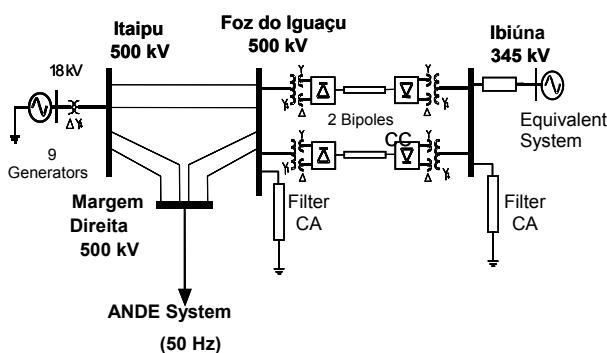 Itaipu
500 kV
Foz do Iguaçu
500 kV
Ibiúna
345 kV
18kV
Y
Y
Δ
Y
Δ
Y
Δ
Y
Δ
9
Generators
2 Bipoles
CC
Equivalent
System
Y
Y
Y
Y
Δ
Δ
Margem
Direita
500 kV
Filter
CA
Filter
CA
ANDE System
(50 Hz)